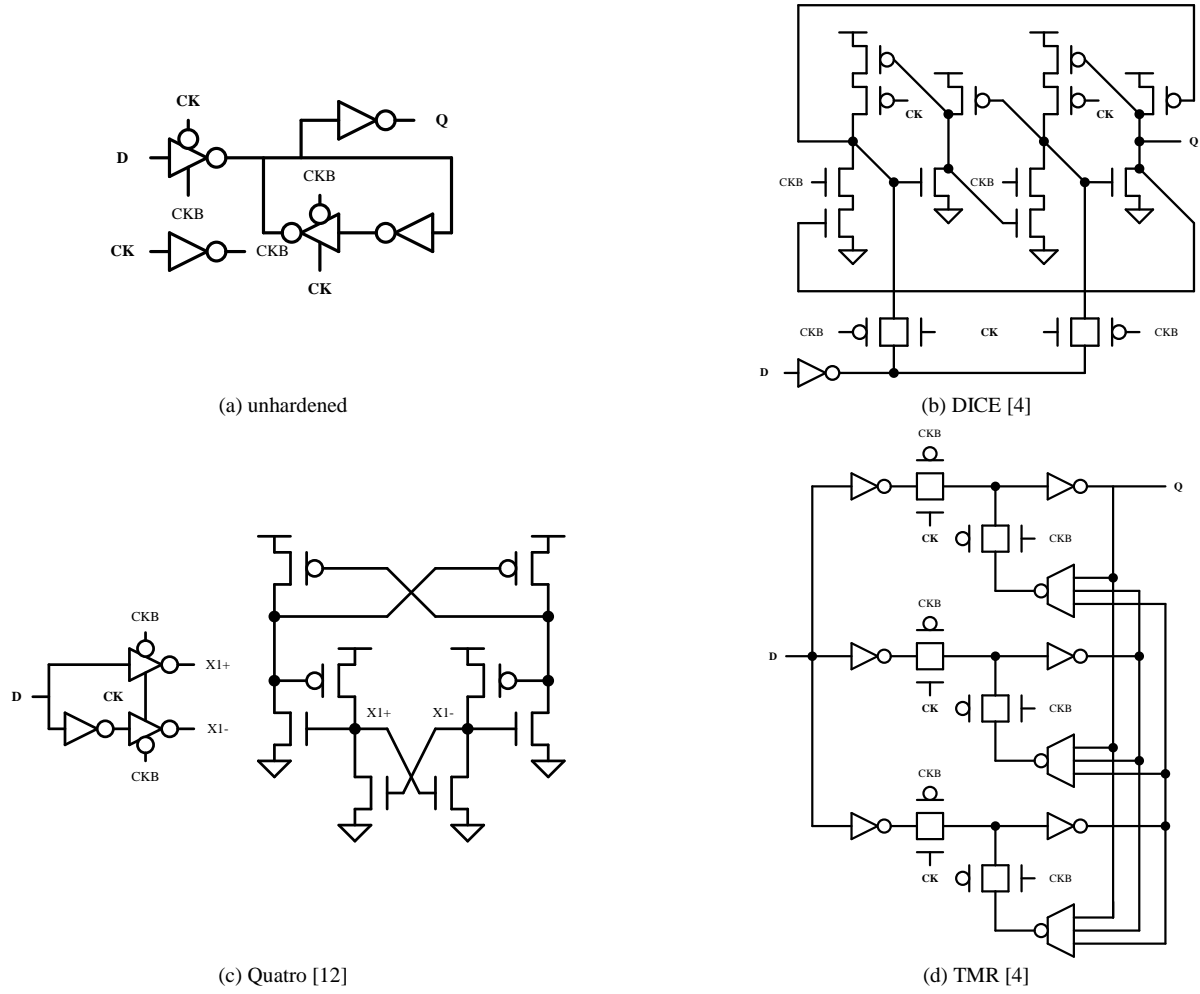 CK
D
Q
CKB
CKB
CK
CKB
CK
(a) unhardened
CK
CK
Q
CKB
CKB
CKB
CK
CKB
D
(b) DICE [4]
CKB
X1+
D
CK
X1-
CKB
X1+
X1-
(c) Quatro [12]
CKB
Q
CK
CKB
CKB
D
CK
CKB
CKB
CK
CKB
(d) TMR [4]